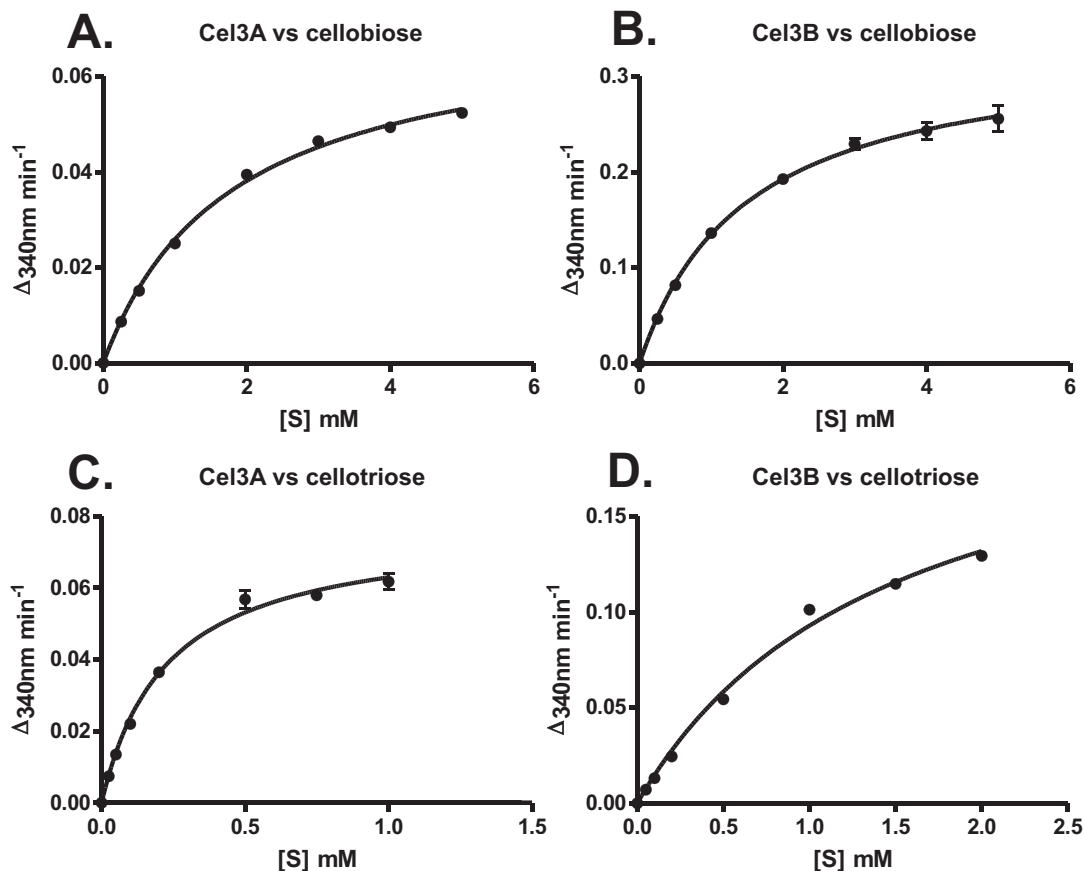 A.
Cel3A vs cellobiose
0.06
0.04
0.02
0.00
Δ340nm min⁻¹
0 2 4 6
[S] mM
B.
Cel3B vs cellobiose
0.3
0.2
0.1
0.0
Δ340nm min⁻¹
0 2 4 6
[S] mM
C.
Cel3A vs cellotriose
0.08
0.06
0.04
0.02
0.00
Δ340nm min⁻¹
0.0 0.5 1.0 1.5
[S] mM
D.
Cel3B vs cellotriose
0.15
0.10
0.05
0.00
Δ340nm min⁻¹
0.0 0.5 1.0 1.5 2.0 2.5
[S] mM